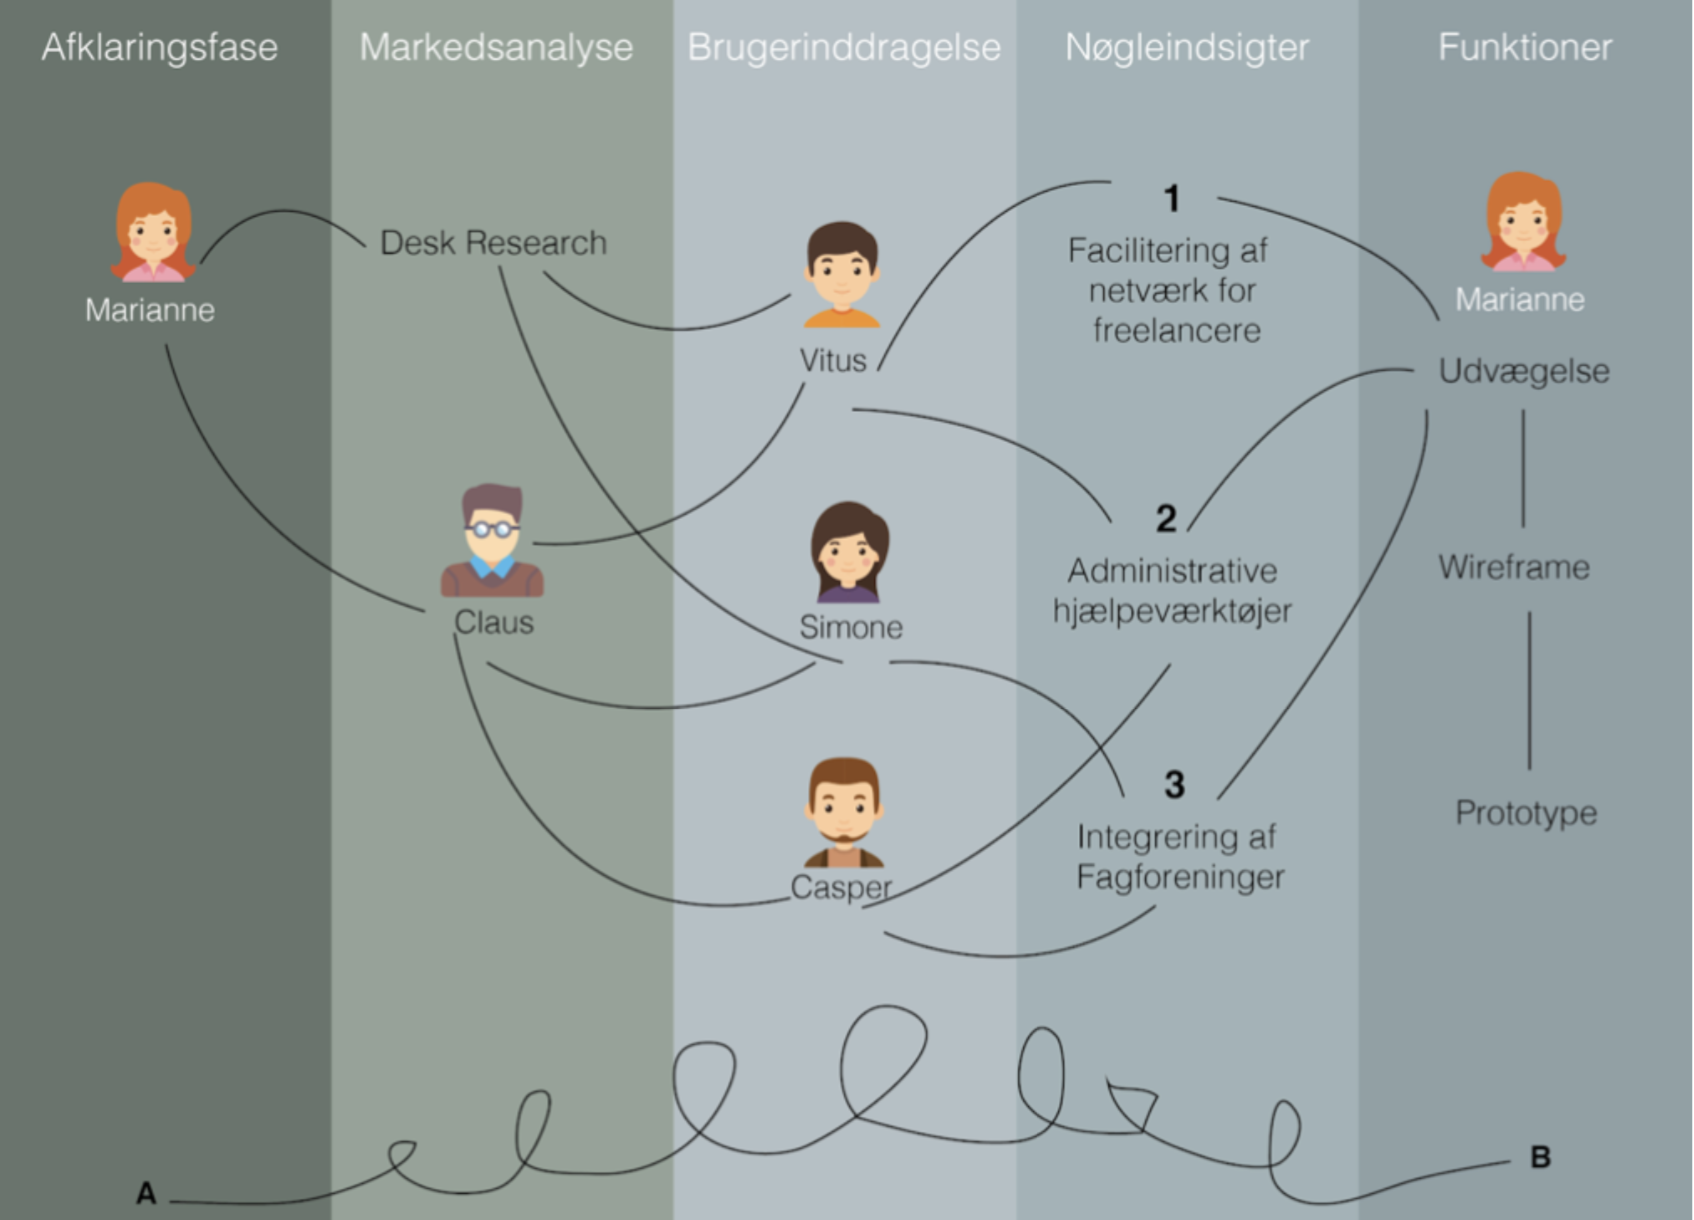 Afklaringsfase
Markedsanalyse
Brugerinddragelse
Nøgleindsigter
Funktioner
Marianne
Desk Research
Claus
Vitus
Simone
Casper
1
Facilitering af
netværk for
freelancere
2
Administrative
hjælpeværktøjer
3
Integrering af
Fagforeninger
Marianne
Udvægelse
Wireframe
Prototype
A
B